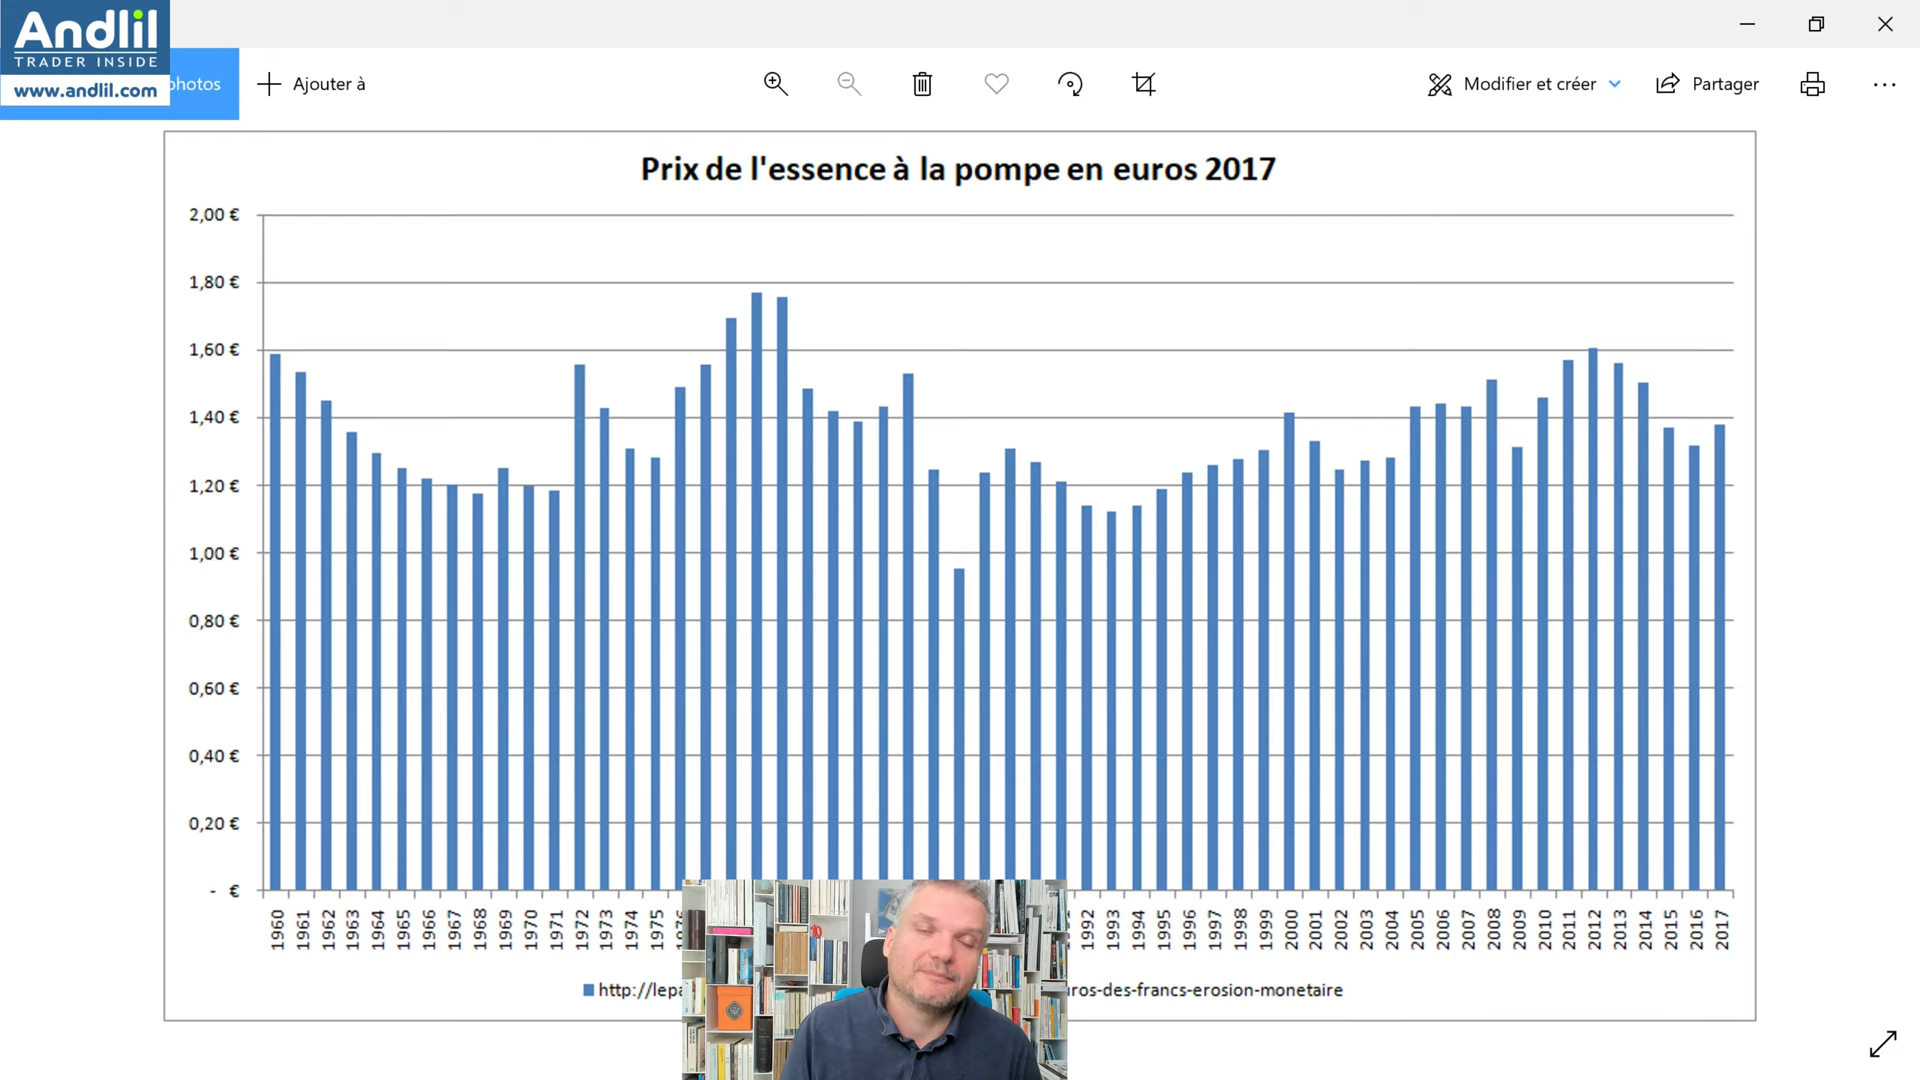 Andlil
TRADER INSIDE
www.andlil.com
photos
Ajouter à
Modifier et créer
Partager
Prix de l'essence à la pompe en euros 2017
2,00 €
1,80 €
1,60 €
1,40 €
1,20 €
1,00 €
0,80 €
0,60 €
0,40 €
0,20 €
- €
1960 1961 1962 1963 1964 1965 1966 1967 1968 1969 1970 1971 1972 1973 1974 1975 1992 1993 1994 1995 1996 1997 1998 1999 2000 2001 2002 2003 2004 2005 2006 2007 2008 2009 2010 2011 2012 2013 2014 2015 2016 2017
http://lepa uros-des-francs-erosion-monetaire